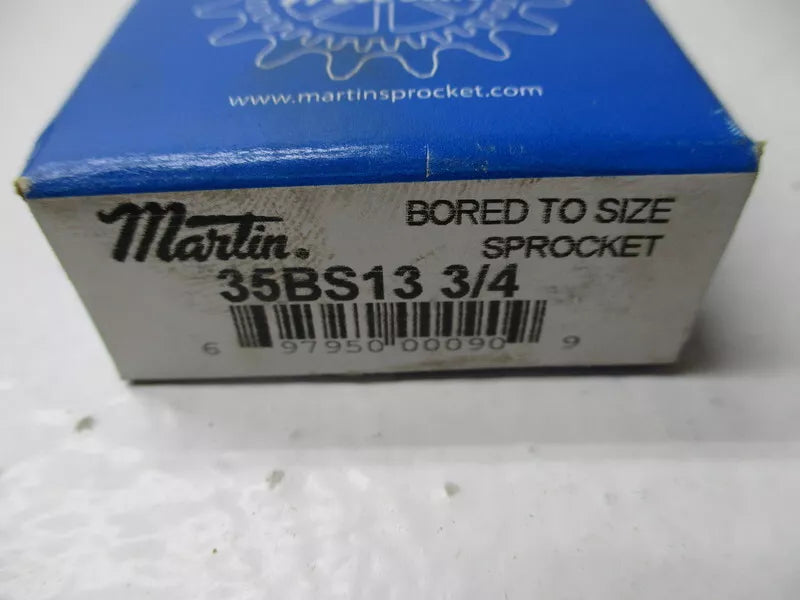 www.martinsprocket.com
Martin.
BORED TO SIZE
SPROCKET
35BS13 3/4
6 97950 00090 9